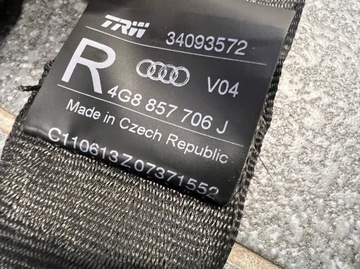 TRW 34093572
R V04
4G8 857 706 J
Made in Czech Republic
C110613Z07371552